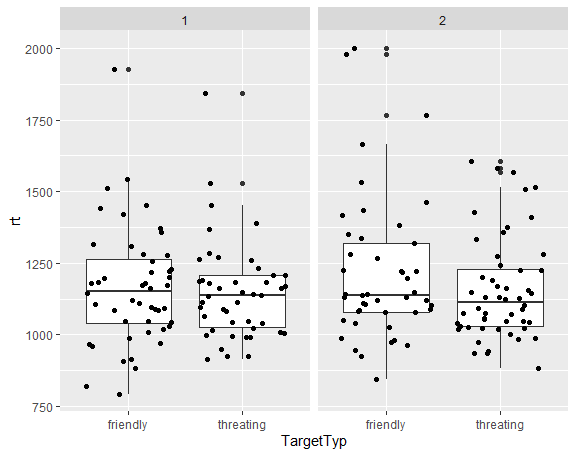 1
2
2000
1750
1500
1250
1000
750
rt
friendly
threating
friendly
threating
TargetTyp